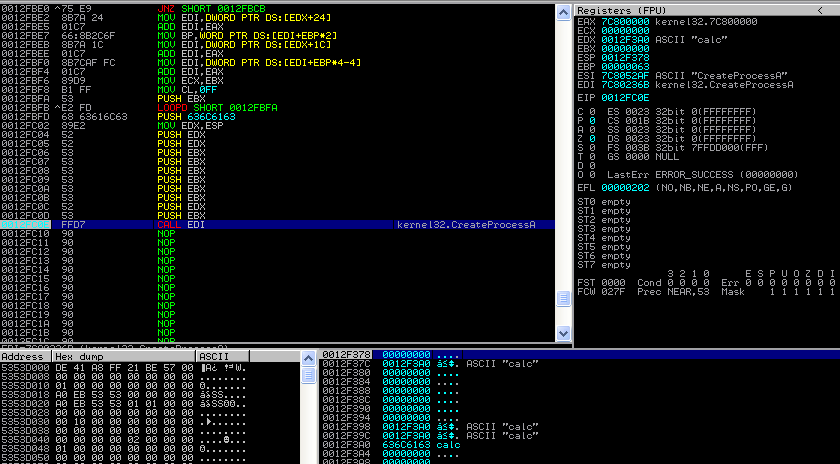 0012FBE0 ^75 E9 JNZ SHORT 0012FBCB
0012FBE2 8B7A 24 MOV EDI,DWORD PTR DS:[EDX+24]
0012FBE5 01C7 ADD EDI,EAX
0012FBE7 66:8B2C6F MOV BP,WORD PTR DS:[EDI+EBP*2]
0012FBEB 8B7A 1C MOV EDI,DWORD PTR DS:[EDX+1C]
0012FBEE 01C7 ADD EDI,EAX
0012FBF0 8B7CAF FC MOV EDI,DWORD PTR DS:[EDI+EBP*4-4]
0012FBF4 01C7 ADD EDI,EAX
0012FBF6 89D9 MOV ECX,EBX
0012FBF8 B1 FF MOV CL,0FF
0012FBFA 53 PUSH EBX
0012FBFB ^E2 FD LOOPD SHORT 0012FBFA
0012FBFD 68 63616C63 PUSH 636C6163
0012FC02 89E2 MOV EDX,ESP
0012FC04 52 PUSH EDX
0012FC05 52 PUSH EDX
0012FC06 53 PUSH EBX
0012FC07 53 PUSH EBX
0012FC08 53 PUSH EBX
0012FC09 53 PUSH EBX
0012FC0A 53 PUSH EBX
0012FC0B 53 PUSH EBX
0012FC0C 52 PUSH EDX
0012FC0D 53 PUSH EBX
FFD7 CALL EDI kernel32.CreateProcessA
0012FC10 90 NOP
0012FC11 90 NOP
0012FC12 90 NOP
0012FC13 90 NOP
0012FC14 90 NOP
0012FC15 90 NOP
0012FC16 90 NOP
0012FC17 90 NOP
0012FC18 90 NOP
0012FC19 90 NOP
0012FC1A 90 NOP
0012FC1B 90 NOP
Registers (FPU) <
EAX 7C800000 kernel32.7C800000
ECX 00000000
EDX 0012F3A0 ASCII "calc"
EBX 00000000
ESP 0012F378
EBP 00000063
ESI 7C8052AF ASCII "CreateProcessA"
EDI 7C80236B kernel32.CreateProcessA
EIP 0012FC0E
C 0 ES 0023 32bit 0(FFFFFFFF)
P 0 CS 001B 32bit 0(FFFFFFFF)
A 0 SS 0023 32bit 0(FFFFFFFF)
Z 0 DS 0023 32bit 0(FFFFFFFF)
S 0 FS 003B 32bit 7FFDD000(FFF)
T 0 GS 0000 NULL
D 0
O 0 LastErr ERROR_SUCCESS (00000000)
EFL 00000202 (NO,NB,NE,A,NS,PO,GE,G)
ST0 empty
ST1 empty
ST2 empty
ST3 empty
ST4 empty
ST5 empty
ST6 empty
ST7 empty
3 2 1 0 E S P U O Z D I
FST 0000 Cond 0 0 0 0 Err 0 0 0 0 0 0 0 0
FCW 027F Prec NEAR,53 Mask 1 1 1 1 1 1
Address Hex dump ASCII
5353D000 DE 41 A8 FF 21 BE 57 00
5353D008 00 00 00 00 00 00 00 00 ........
5353D010 01 00 00 00 00 00 00 00
5353D018 A0 EB 53 53 00 00 00 00
5353D020 A0 EB 53 53 01 01 00 00
5353D028 00 00 00 00 00 00 00 00 ........
5353D030 00 10 00 00 00 00 00 00
5353D038 00 00 00 00 00 00 00 00 ........
5353D040 00 00 00 00 02 00 00 00
5353D048 01 00 00 00 00 00 00 00
5353D050 00 00 00 00 00 00 00 00 ........
0012F378 00000000 ....
0012F37C 0012F3A0 ASCII "calc"
0012F380 00000000 ....
0012F384 00000000 ....
0012F388 00000000 ....
0012F38C 00000000 ....
0012F390 00000000 ....
0012F394 00000000 ....
0012F398 0012F3A0 ASCII "calc"
0012F39C 0012F3A0 ASCII "calc"
0012F3A0 636C6163 calc
0012F3A4 00000000 ....